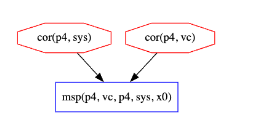 cor(p4, sys)
cor(p4, vc)
msp(p4, vc, p4, sys, x0)